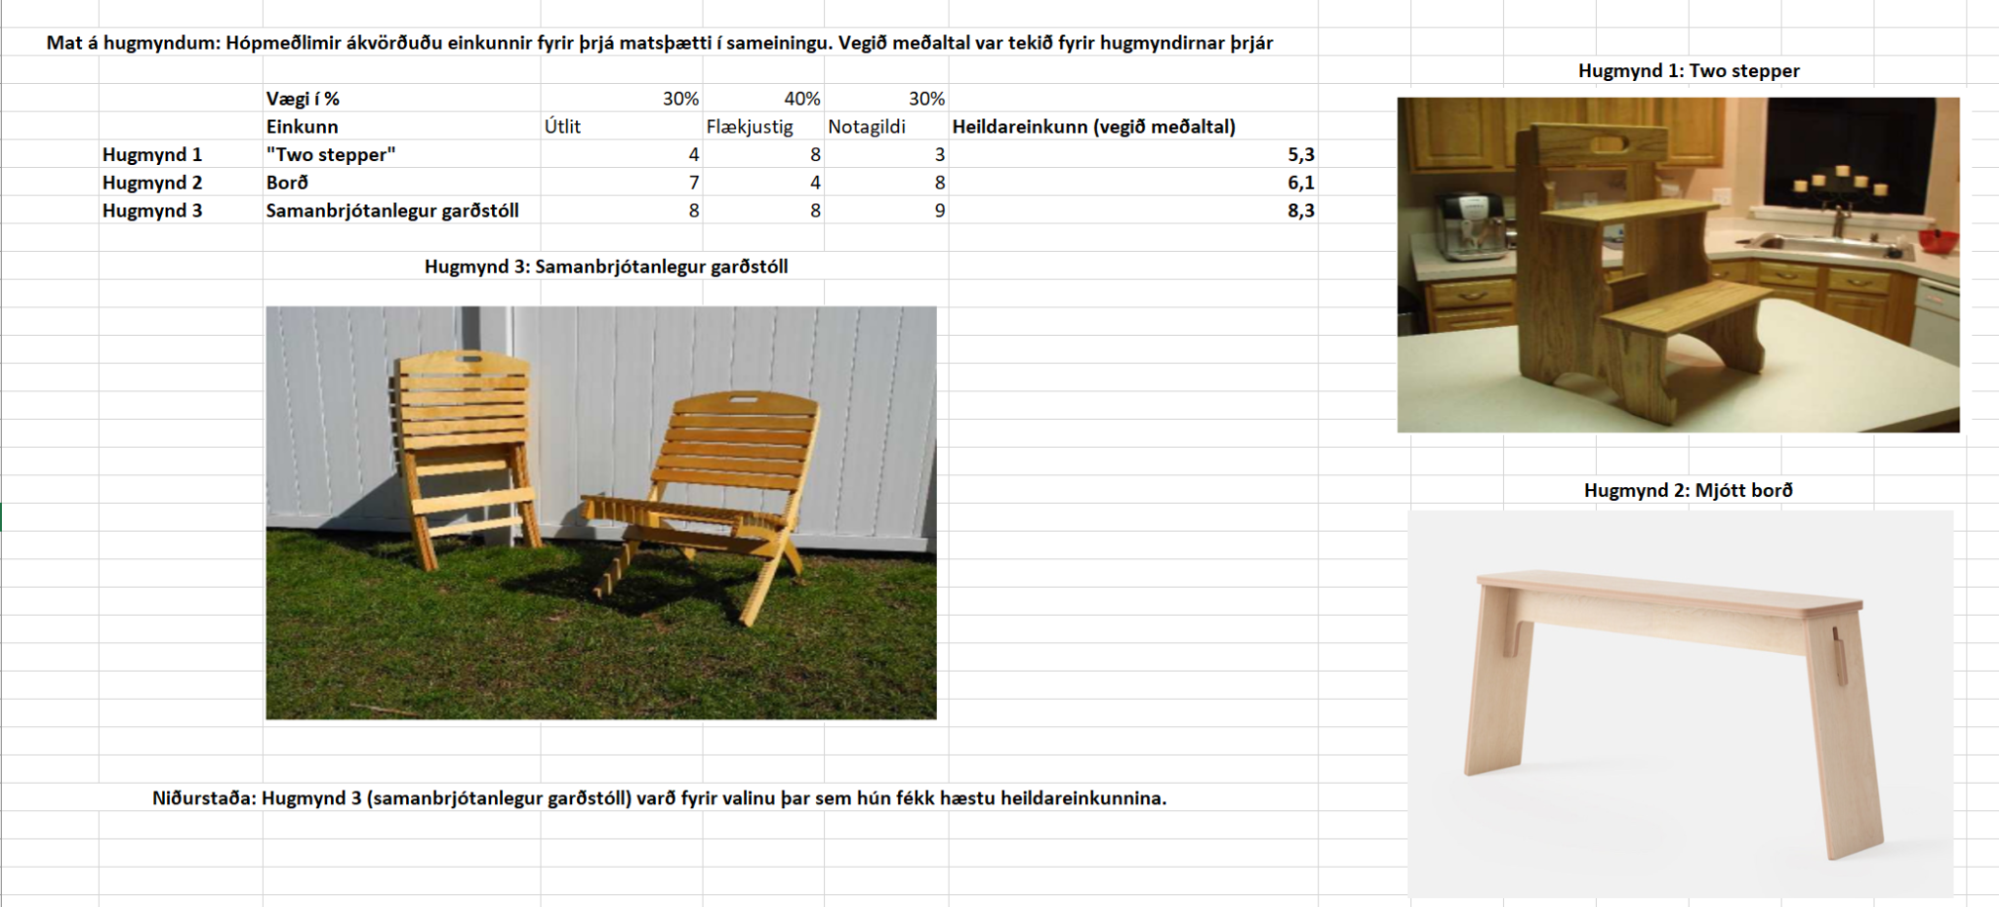 Mat á hugmyndum: Hópmeðlimir ákvörðuðu einkunnir fyrir þrjá matsþætti í sameiningu. Vegið meðaltal var tekið fyrir hugmyndirnar þrjár
Vægi í % 30% 40% 30%
Einkunn Útlit Flækjustig Notagildi Heildareinkunn (vegið meðaltal)
Hugmynd 1 "Two stepper" 4 8 3 5,3
Hugmynd 2 Borð 7 4 8 6,1
Hugmynd 3 Samanbrjótanlegur garðstóll 8 8 9 8,3
Hugmynd 3: Samanbrjótanlegur garðstóll
Niðurstaða: Hugmynd 3 (samanbrjótanlegur garðstóll) varð fyrir valinu þar sem hún fékk hæstu heildareinkunnina.
Hugmynd 1: Two stepper
Hugmynd 2: Mjótt borð